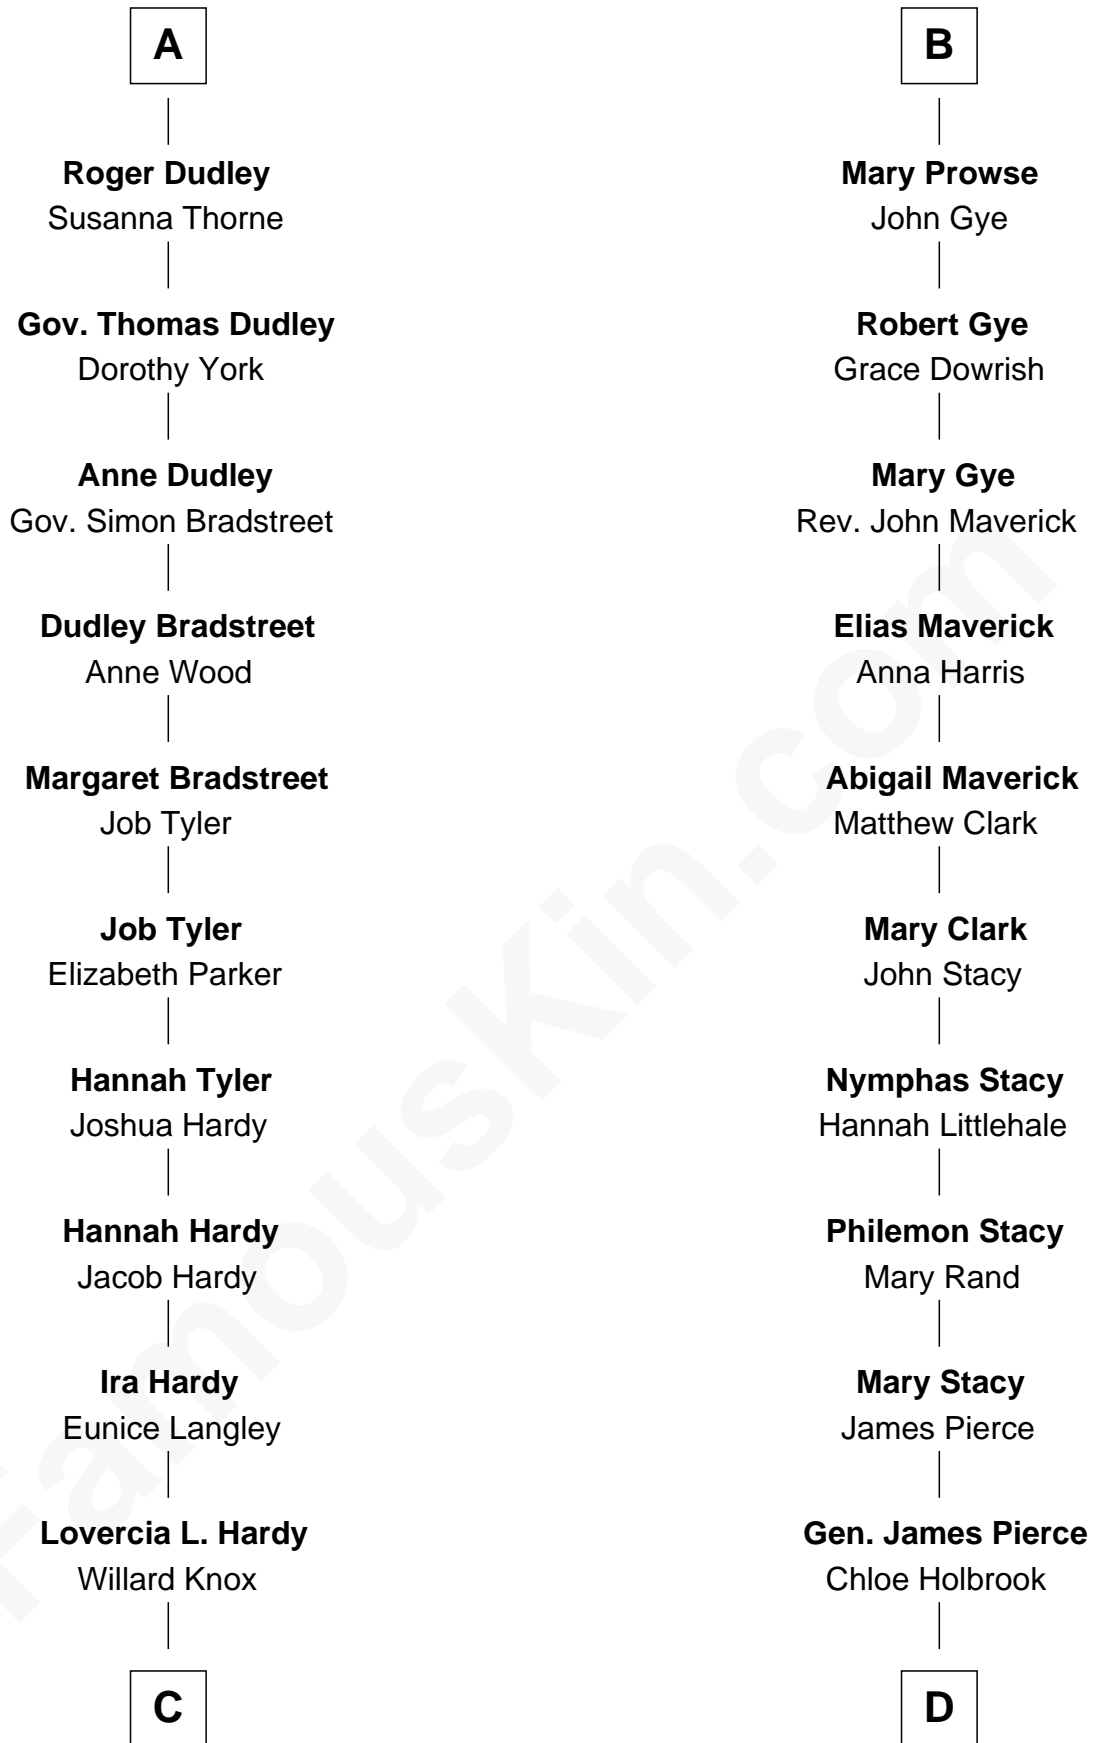 A
Roger Dudley
Susanna Thorne
Gov. Thomas Dudley
Dorothy York
Anne Dudley
Gov. Simon Bradstreet
Dudley Bradstreet
Anne Wood
Margaret Bradstreet
Job Tyler
Job Tyler
Elizabeth Parker
Hannah Tyler
Joshua Hardy
Hannah Hardy
Jacob Hardy
Ira Hardy
Eunice Langley
Lovercia L. Hardy
Willard Knox
C
B
Mary Prowse
John Gye
Robert Gye
Grace Dowrish
Mary Gye
Rev. John Maverick
Elias Maverick
Anna Harris
Abigail Maverick
Matthew Clark
Mary Clark
John Stacy
Nymphas Stacy
Hannah Littlehale
Philemon Stacy
Mary Rand
Mary Stacy
James Pierce
Gen. James Pierce
Chloe Holbrook
D
FamousKin.com